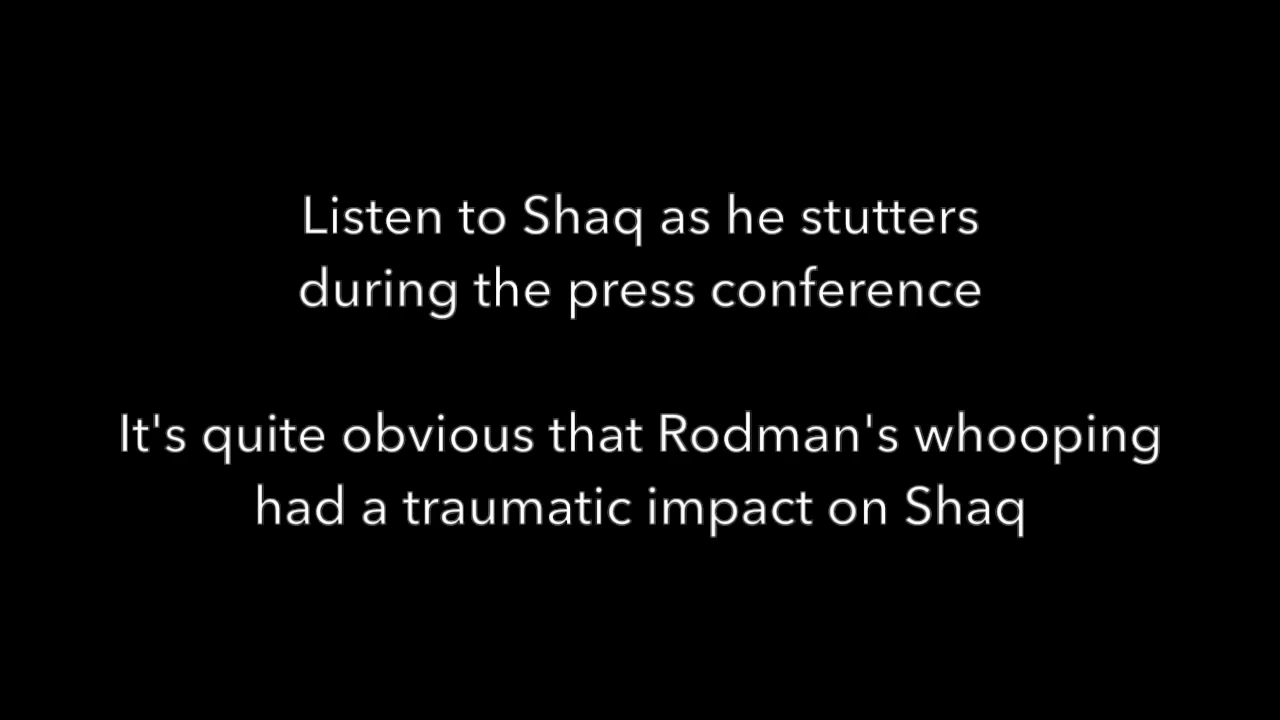 Listen to Shaq as he stutters
during the press conference
It's quite obvious that Rodman's whooping
had a traumatic impact on Shaq